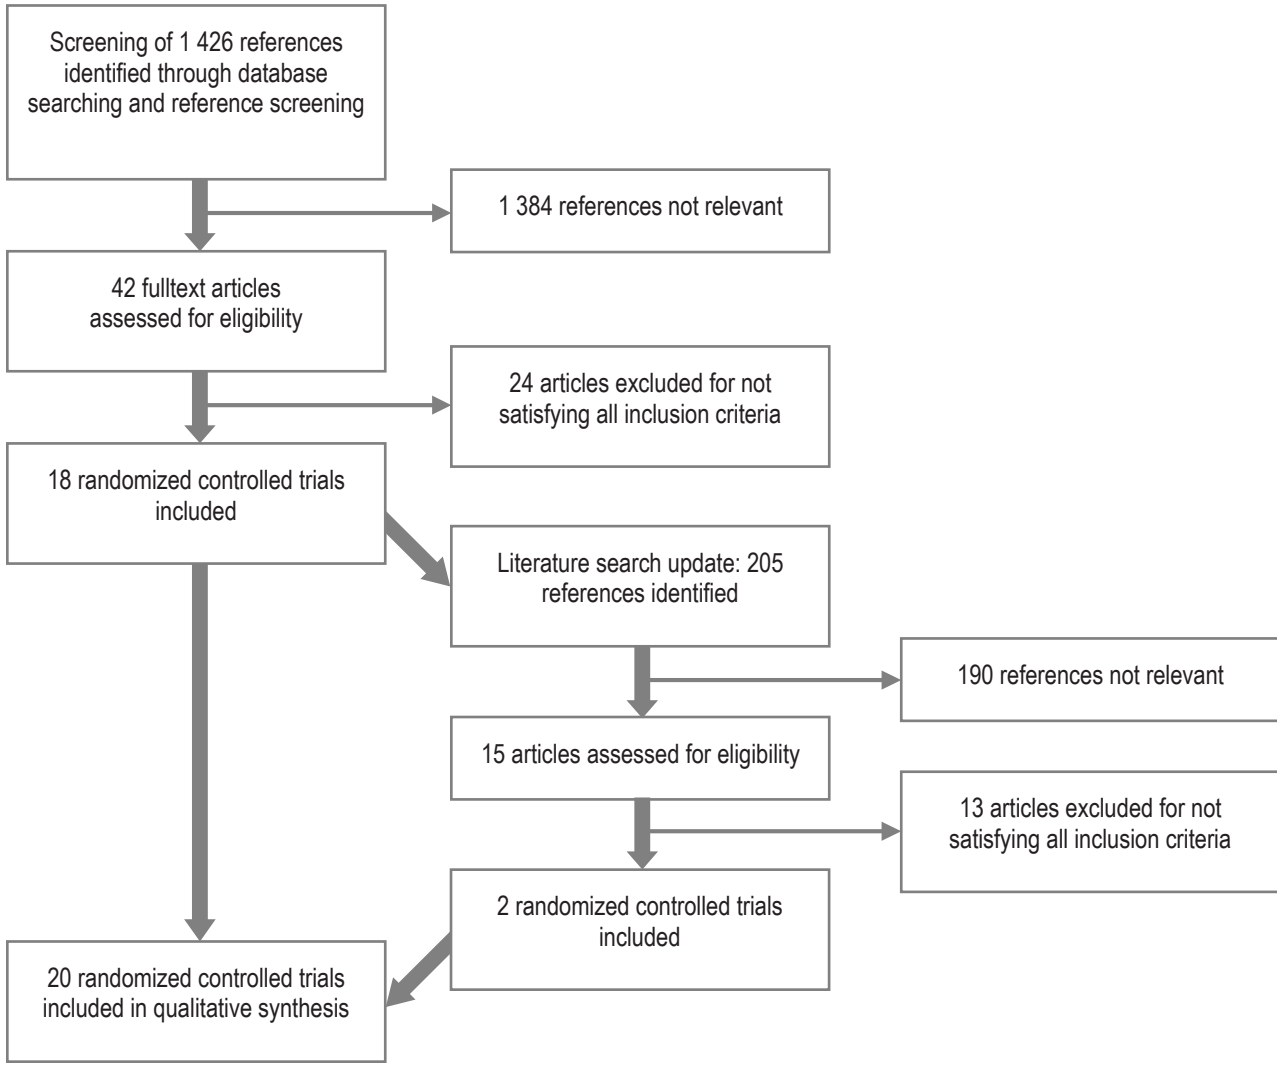 Screening of 1 426 references
identified through database
searching and reference screening
1 384 references not relevant
42 fulltext articles
assessed for eligibility
24 articles excluded for not
satisfying all inclusion criteria
18 randomized controlled trials
included
Literature search update: 205
references identified
190 references not relevant
15 articles assessed for eligibility
13 articles excluded for not
satisfying all inclusion criteria
2 randomized controlled trials
included
20 randomized controlled trials
included in qualitative synthesis